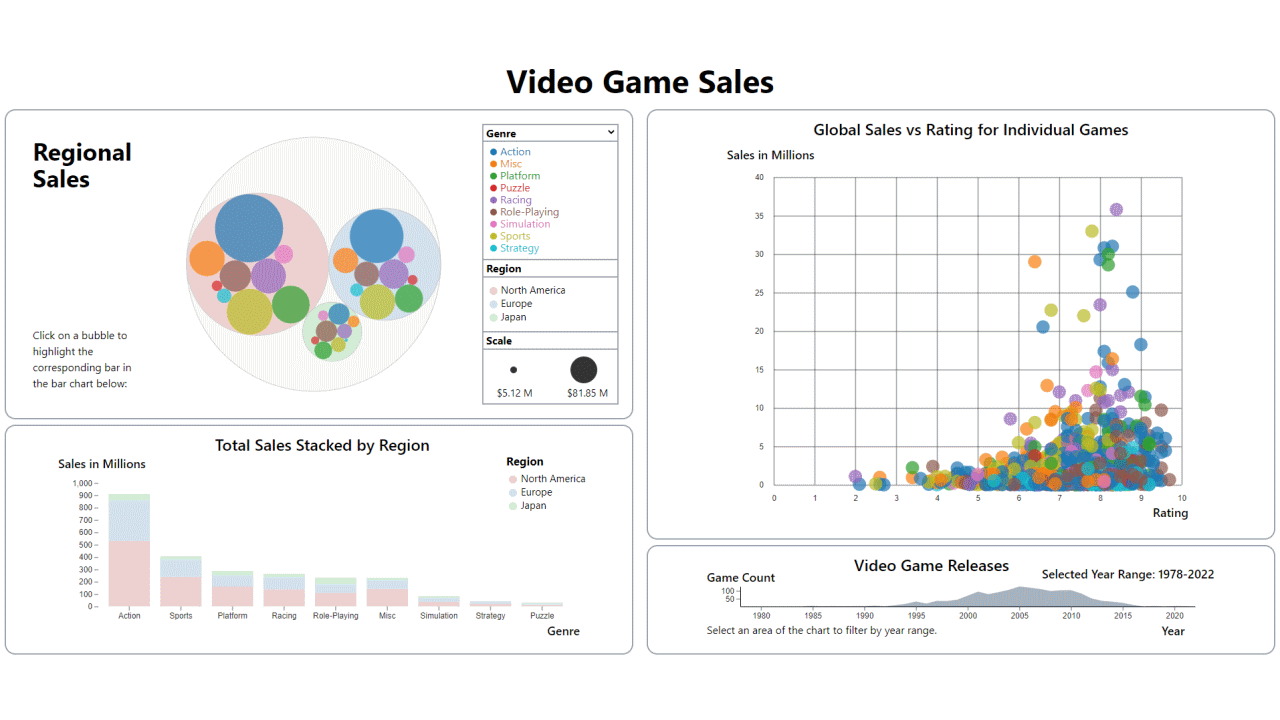 Video Game Sales
Regional
Sales
Click on a bubble to
highlight the
corresponding bar in
the bar chart below:
Genre
Action
Misc
Platform
Puzzle
Racing
Role-Playing
Simulation
Sports
Strategy
Region
North America
Europe
Japan
Scale
$5.12 M $81.85 M
Total Sales Stacked by Region
Sales in Millions
1,000
900
800
700
600
500
400
300
200
100
0
Action Sports Platform Racing Role-Playing Misc Simulation Strategy Puzzle
Genre
Region
North America
Europe
Japan
Global Sales vs Rating for Individual Games
Sales in Millions
40
35
30
25
20
15
10
5
0
0 1 2 3 4 5 6 7 8 9 10
Rating
Video Game Releases
Selected Year Range: 1978-2022
Game Count
100
50
1980 1985 1990 1995 2000 2005 2010 2015 2020
Select an area of the chart to filter by year range.
Year